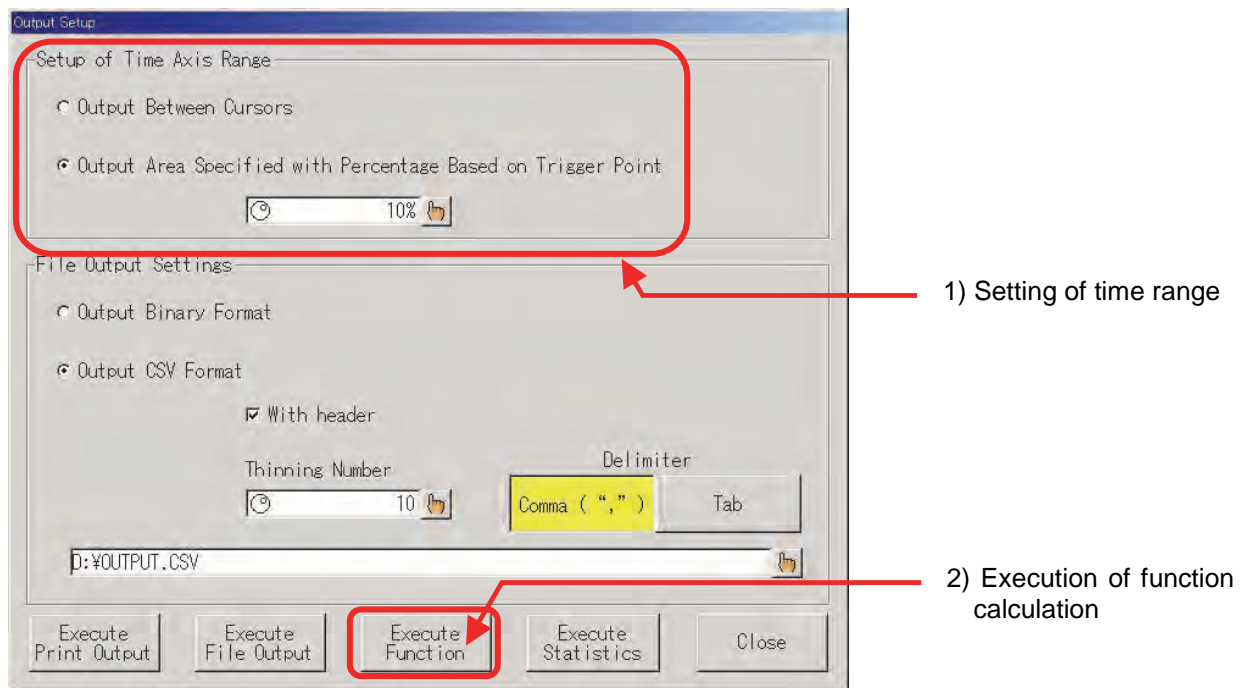 Output Setup
Setup of Time Axis Range
Output Between Cursors
Output Area Specified with Percentage Based on Trigger Point
10%
File Output Settings
1) Setting of time range
Output Binary Format
Output CSV Format
With header
Thinning Number
Delimiter
10
Comma ( “,” )
Tab
D:¥OUTPUT.CSV
2) Execution of function
calculation
Execute
Print Output
Execute
File Output
Execute
Function
Execute
Statistics
Close